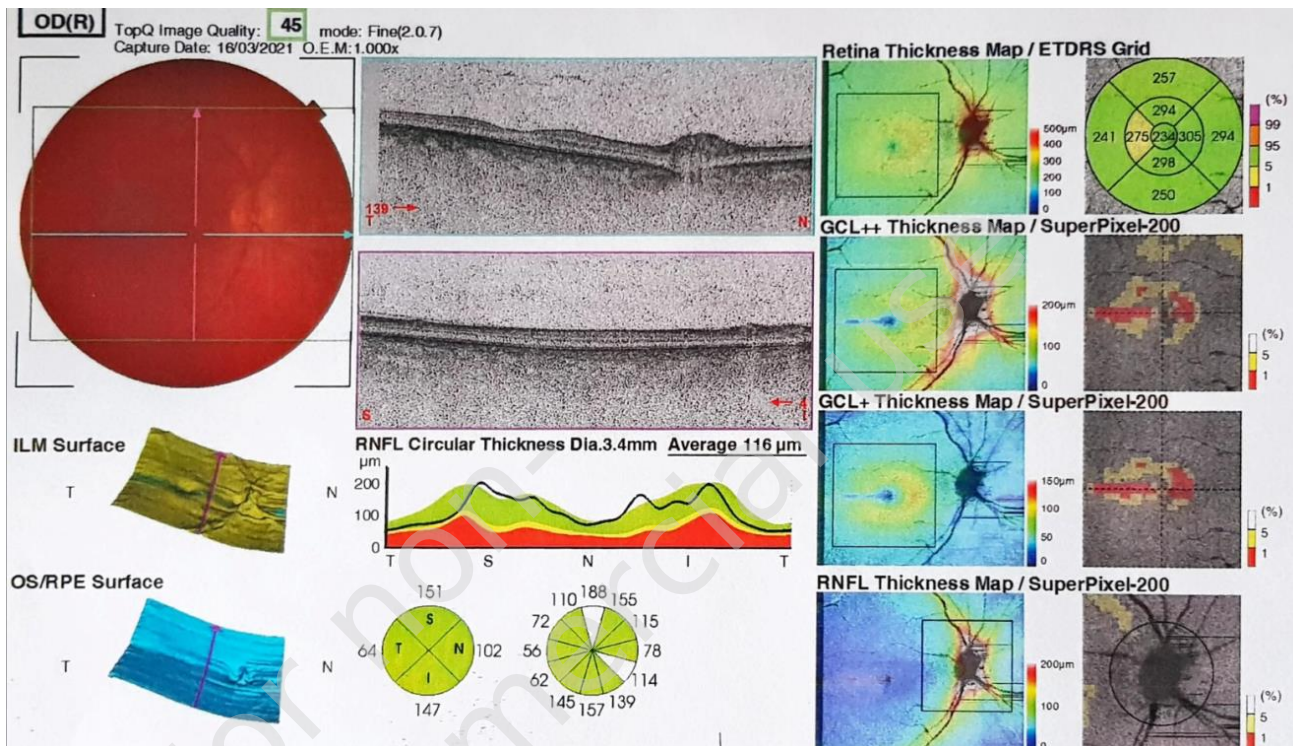 OD(R)
TopQ Image Quality: 45 mode: Fine(2.0.7)
Capture Date: 16/03/2021 O.E.M:1.000x
139
T
N
S
4
ILM Surface
T
N
OS/RPE Surface
T
N
RNFL Circular Thickness Dia.3.4mm Average 116 µm
µm
200
100
0
T S N I T
151
S
64 T N 102
I
147
188
110 155
72 115
56 78
62 114
145 139
157
Retina Thickness Map / ETDRS Grid
500µm
400
300
200
100
0
257
294
241 275 234 305 294
298
250
(%)
99
95
5
1
GCL++ Thickness Map / SuperPixel-200
200µm
100
0
(%)
5
1
GCL+ Thickness Map / SuperPixel-200
150µm
100
50
0
(%)
5
1
RNFL Thickness Map / SuperPixel-200
200µm
100
0
(%)
5
1
for non-